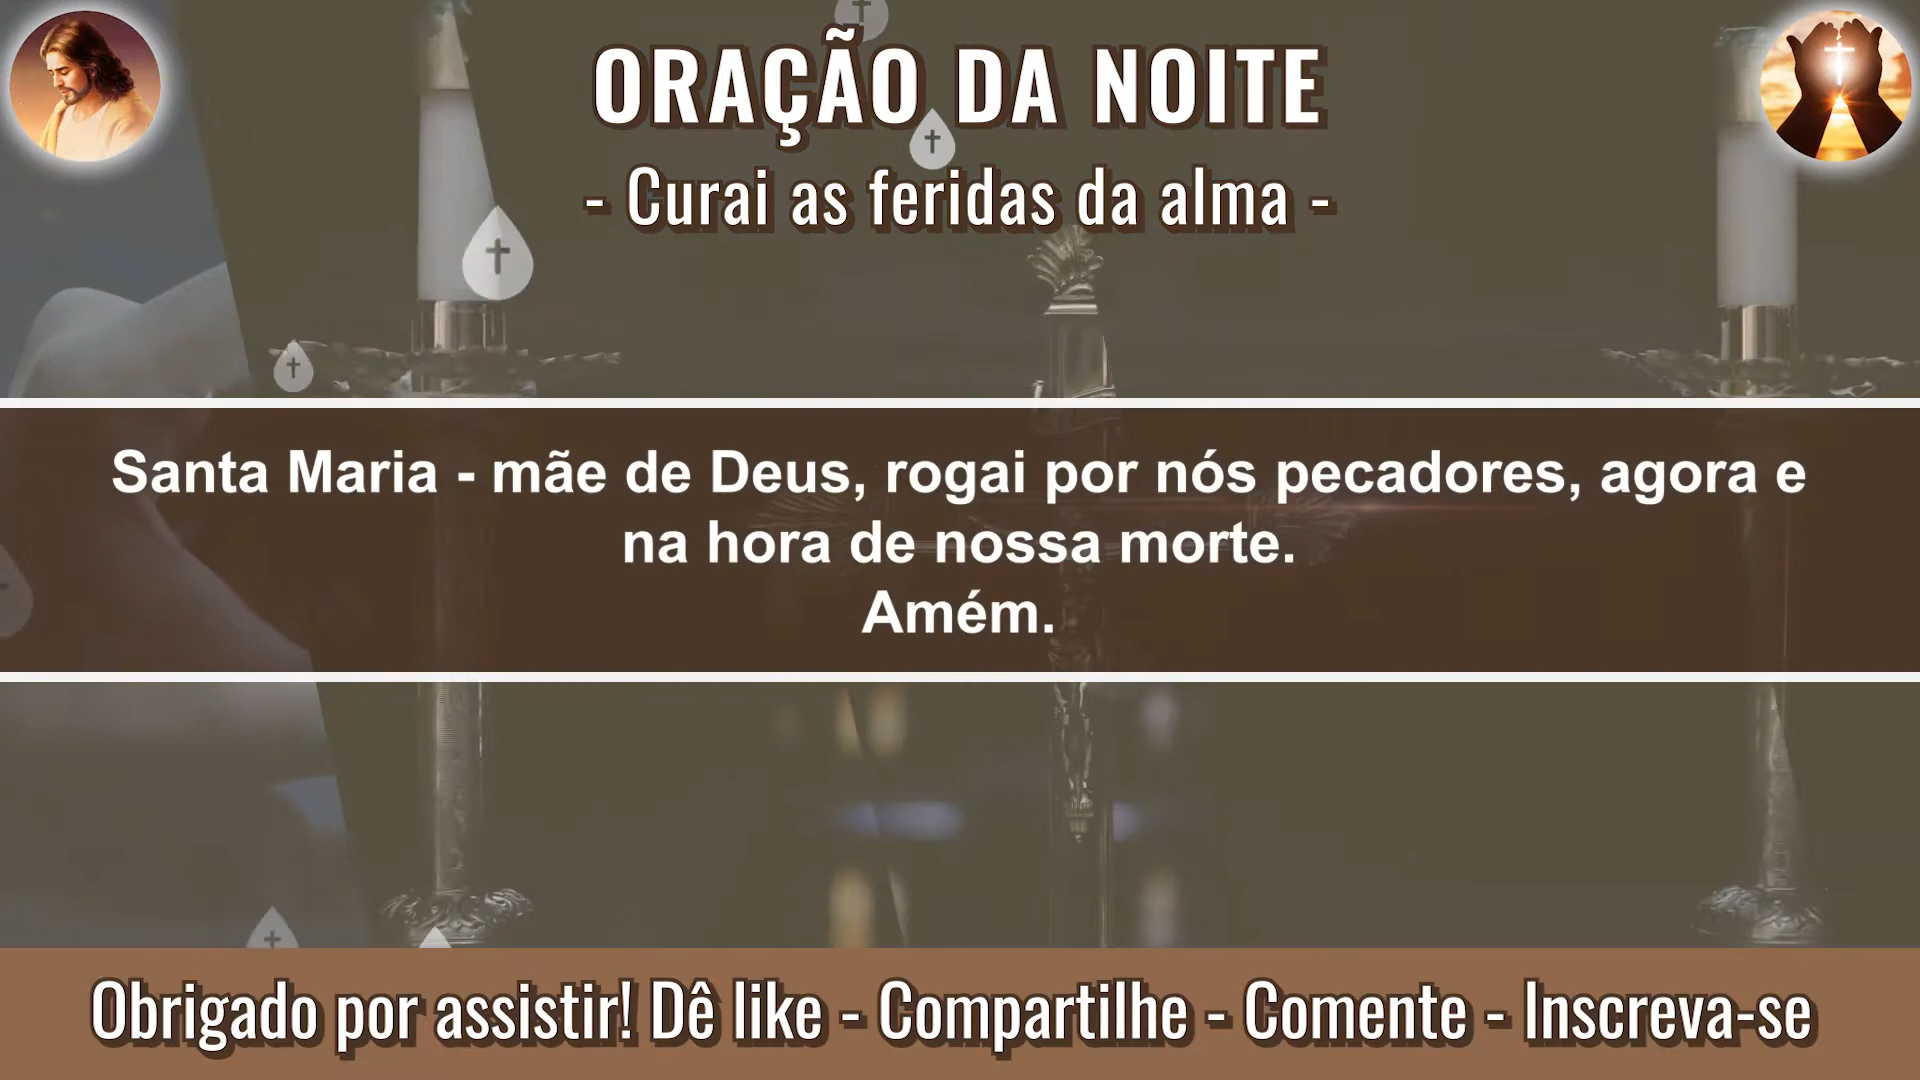 ORAÇÃO DA NOITE
- Curai as feridas da alma -
Santa Maria - mãe de Deus, rogai por nós pecadores, agora e
na hora de nossa morte.
Amém.
Obrigado por assistir! Dê like - Compartilhe - Comente - Inscreva-se